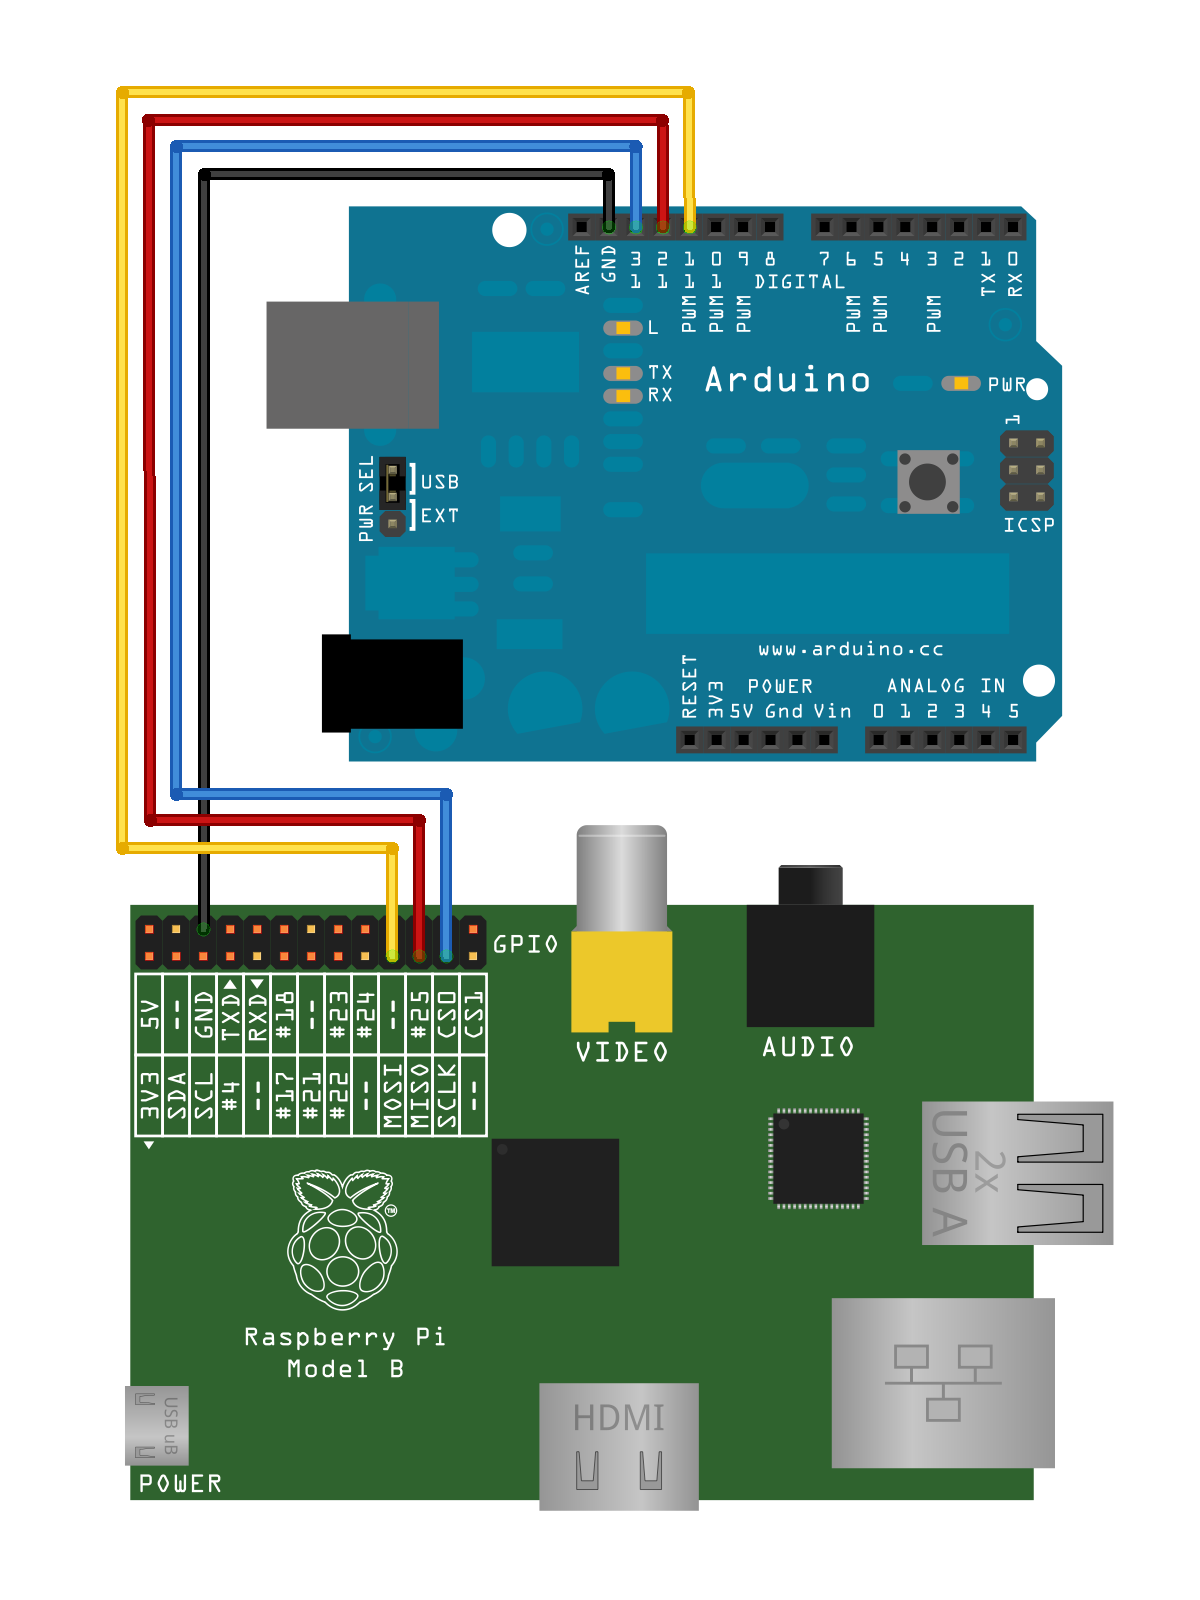 AREF GND 13 12 11 10 9 8 7 6 5 4 3 2 1 0
DIGITAL
TX RX
PWM PWM PWM PWM PWM PWM
L
TX
RX
Arduino
PWR
1
PWR SEL
USB
EXT
ICSP
www.arduino.cc
RESET 3V3
POWER
ANALOG IN
5V Gnd Vin 0 1 2 3 4 5
GPIO
5V -- GND TXD RXD #18 -- #23 #24 -- #25 CS0 CS1
3V3 SDA SCL #4 -- #17 #21 #22 -- MOSI MISO SCLK --
VIDEO
AUDIO
2x
USB A
TM
Raspberry Pi
Model B
HDMI
USB uB
POWER